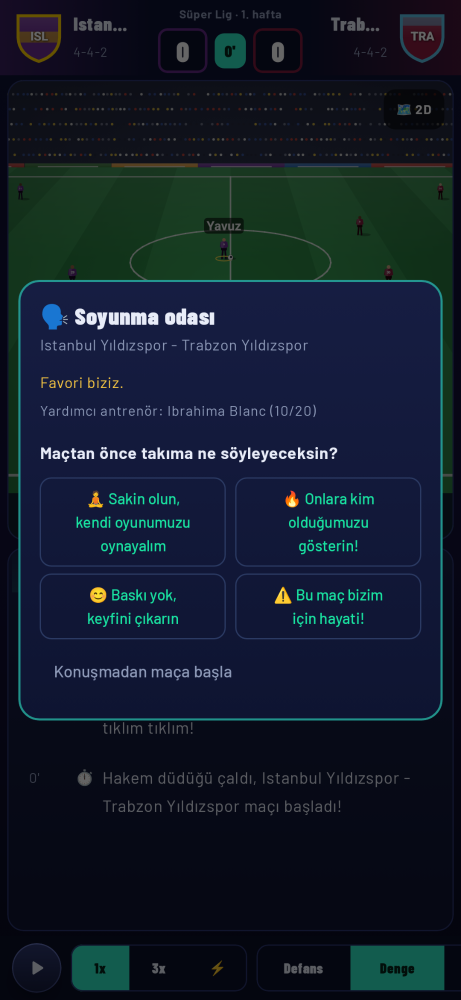 Süper Lig · 1. hafta
ISL
Istan...
4-4-2
0
0'
0
Trab...
4-4-2
TRA
2D
Yavuz
Soyunma odası
Istanbul Yıldızspor - Trabzon Yıldızspor
Favori biziz.
Yardımcı antrenör: Ibrahima Blanc (10/20)
Maçtan önce takıma ne söyleyeceksin?
Sakin olun,
kendi oyunumuzu
oynayalım
Onlara kim
olduğumuzu
gösterin!
Baskı yok,
keyfini çıkarın
Bu maç bizim
için hayati!
Konuşmadan maça başla
tıklım tıklım!
0'
Hakem düdüğü çaldı, Istanbul Yıldızspor -
Trabzon Yıldızspor maçı başladı!
1x
3x
Defans
Denge